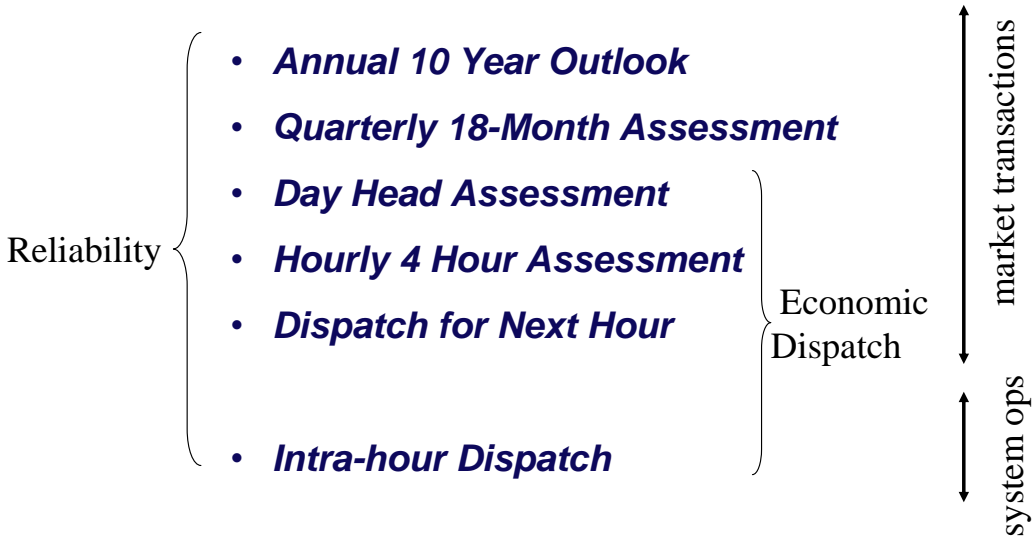 • Annual 10 Year Outlook
• Quarterly 18-Month Assessment
• Day Head Assessment
Reliability
• Hourly 4 Hour Assessment
• Dispatch for Next Hour
Economic
Dispatch
• Intra-hour Dispatch
market transactions
system ops